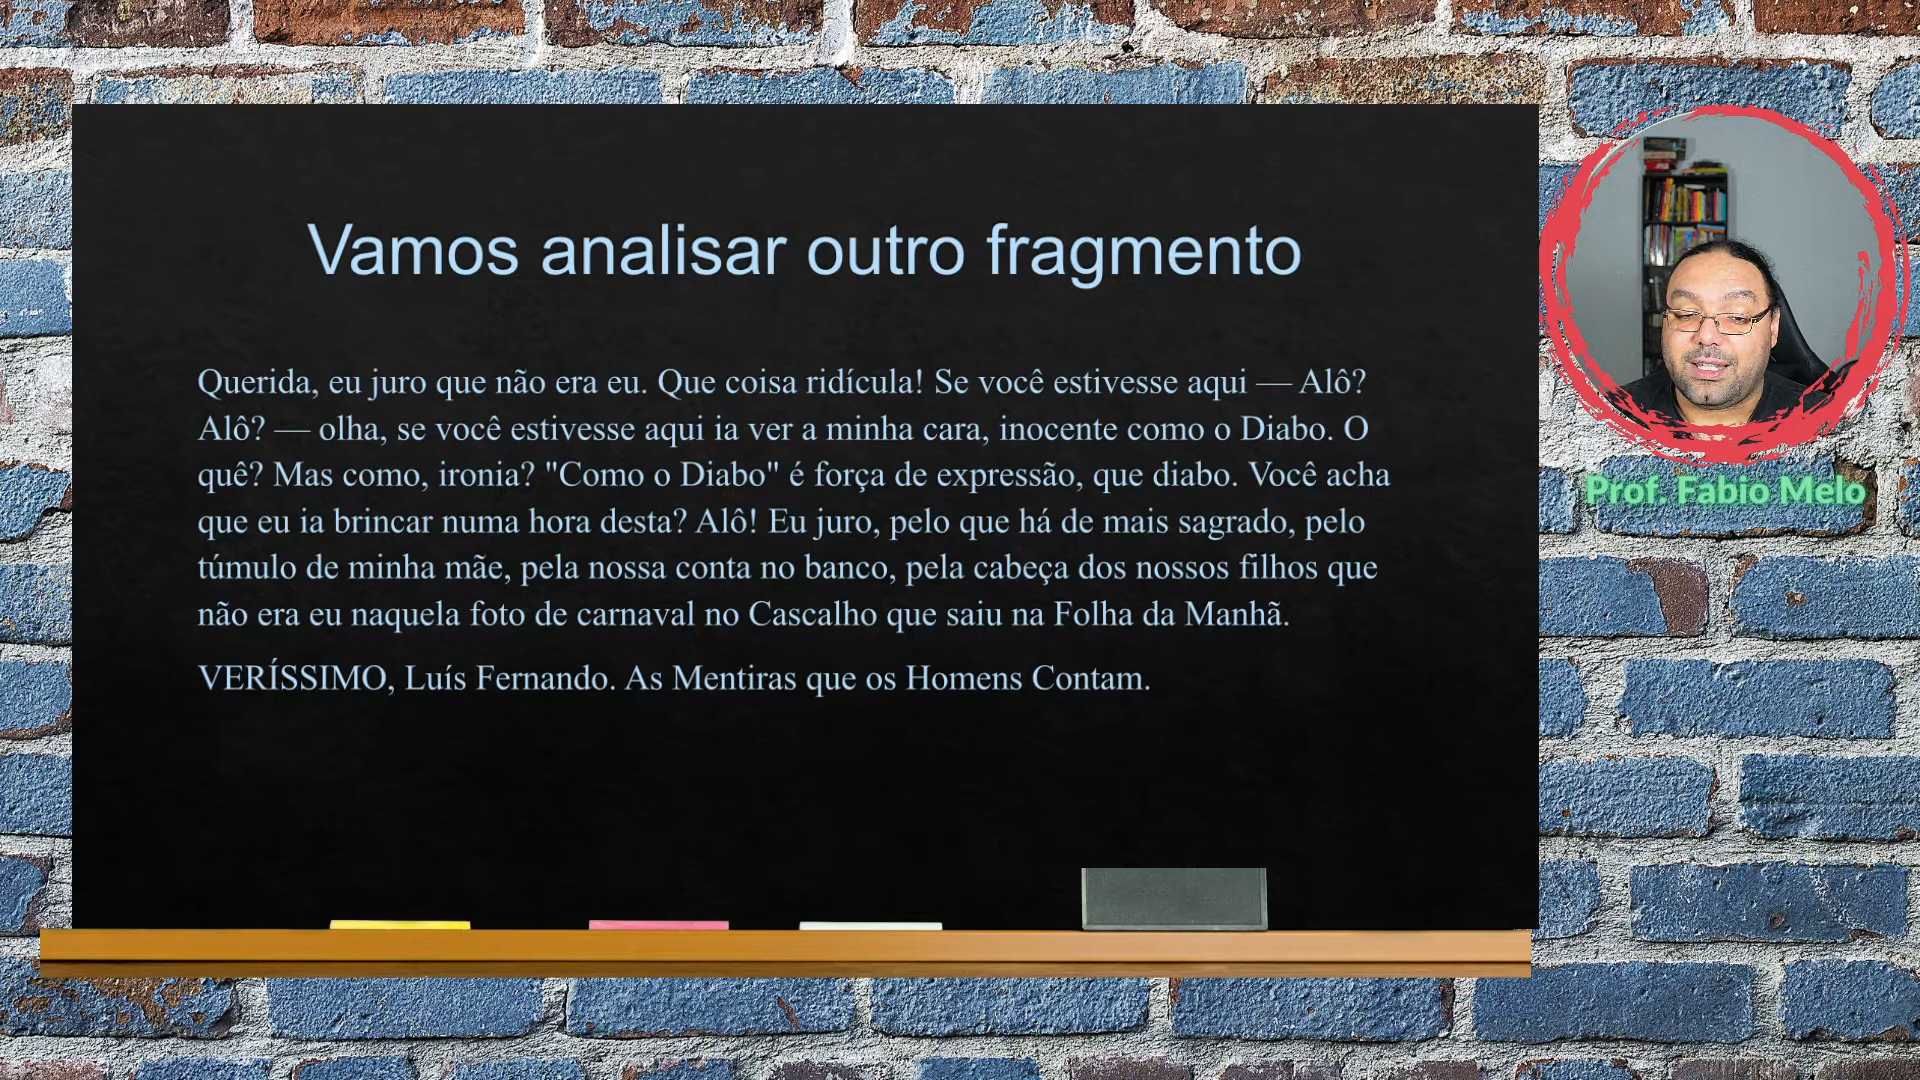 Vamos analisar outro fragmento
Querida, eu juro que não era eu. Que coisa ridícula! Se você estivesse aqui — Alô?
Alô? — olha, se você estivesse aqui ia ver a minha cara, inocente como o Diabo. O
quê? Mas como, ironia? "Como o Diabo" é força de expressão, que diabo. Você acha
que eu ia brincar numa hora desta? Alô! Eu juro, pelo que há de mais sagrado, pelo
túmulo de minha mãe, pela nossa conta no banco, pela cabeça dos nossos filhos que
não era eu naquela foto de carnaval no Cascalho que saiu na Folha da Manhã.
VERÍSSIMO, Luís Fernando. As Mentiras que os Homens Contam.
Prof. Fabio Melo